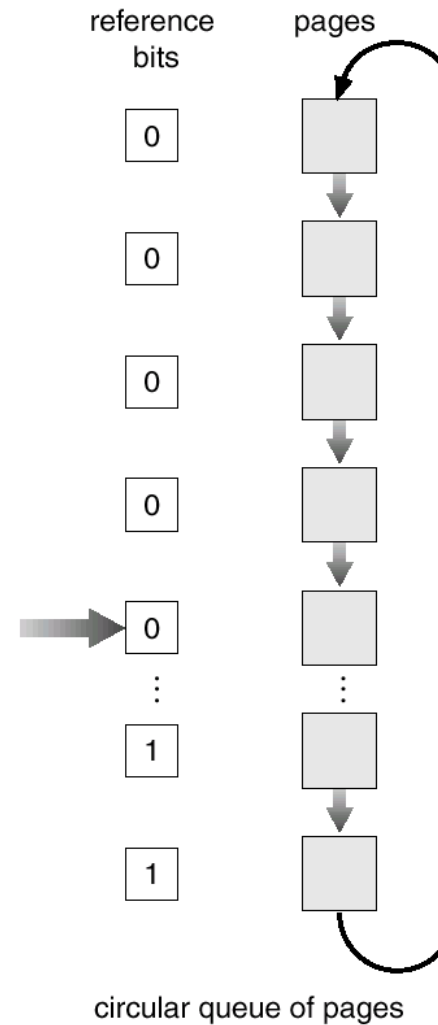 reference
bits
pages
0
0
0
0
0
⋮ ⋮
1
1
circular queue of pages